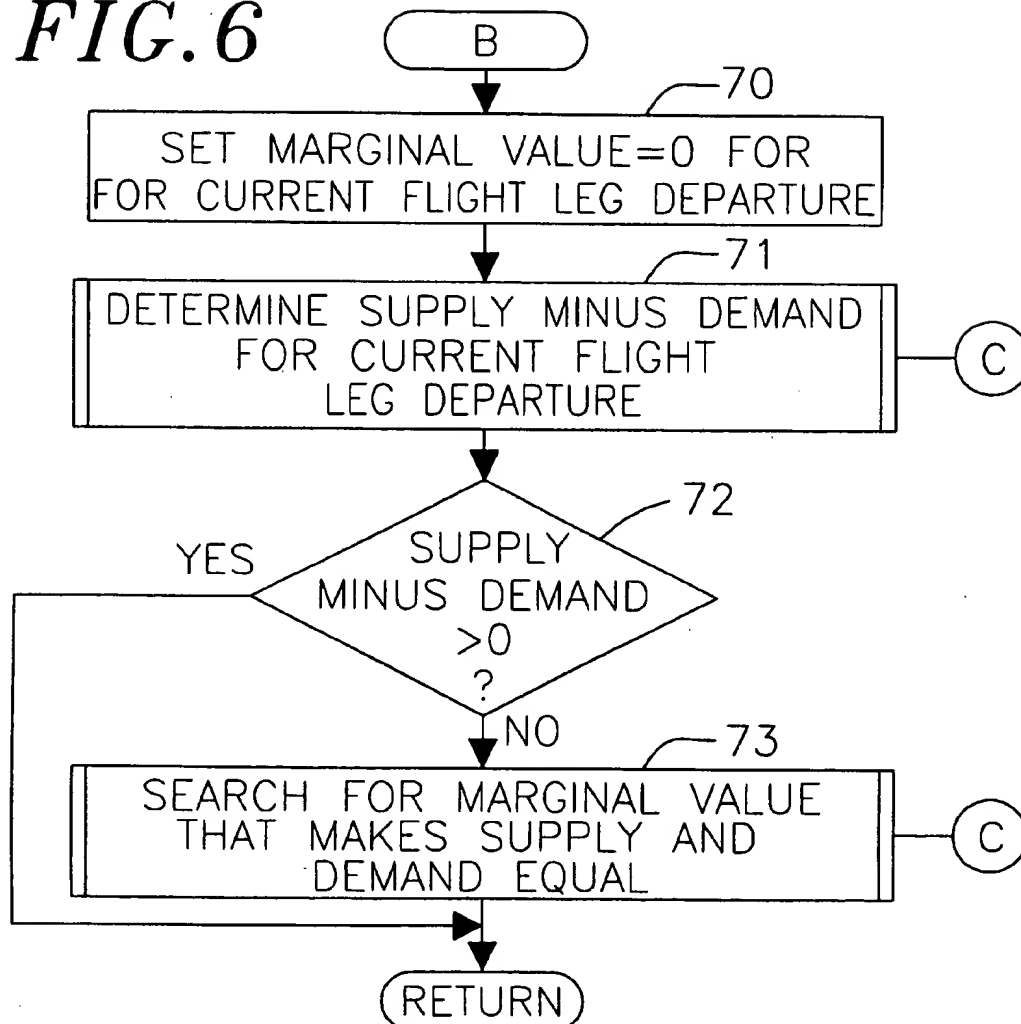 FIG.6
B
70
SET MARGINAL VALUE=0 FOR
FOR CURRENT FLIGHT LEG DEPARTURE
71
DETERMINE SUPPLY MINUS DEMAND
FOR CURRENT FLIGHT
LEG DEPARTURE
C
72
YES
SUPPLY
MINUS DEMAND
>0
?
NO
73
SEARCH FOR MARGINAL VALUE
THAT MAKES SUPPLY AND
DEMAND EQUAL
C
RETURN